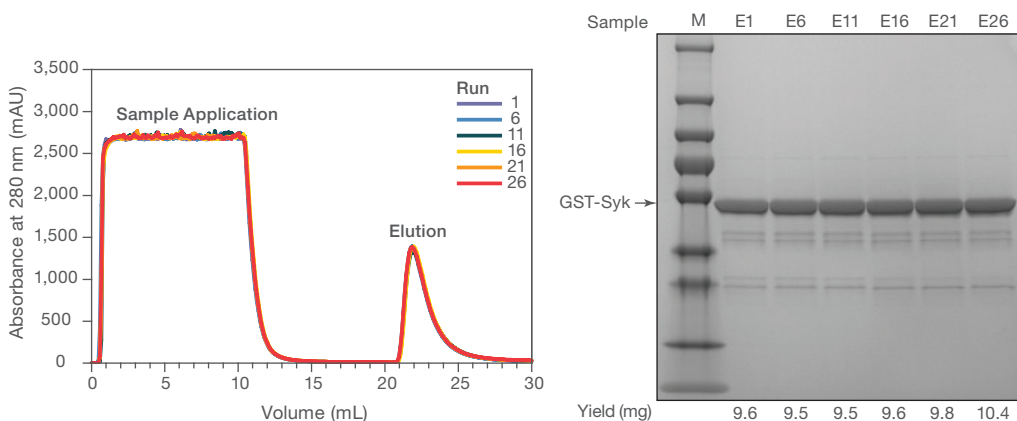 3,500
3,000
2,500
2,000
1,500
1,000
500
0
Absorbance at 280 nm (mAU)
0 5 10 15 20 25 30
Volume (mL)
Sample Application
Elution
Run
1
6
11
16
21
26
Sample M E1 E6 E11 E16 E21 E26
GST-Syk
Yield (mg) 9.6 9.5 9.5 9.6 9.8 10.4